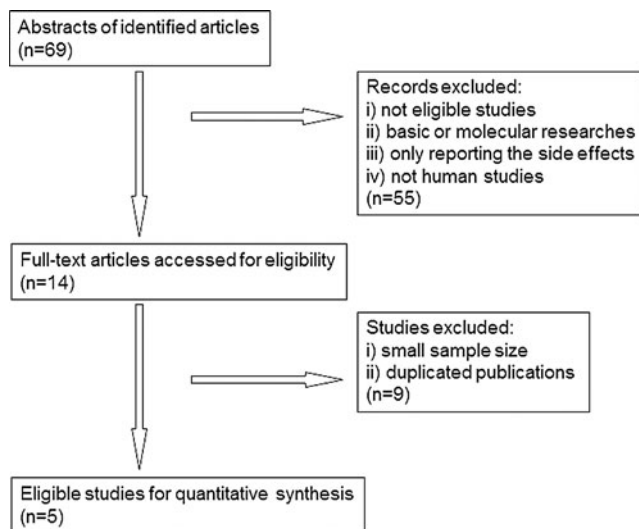 Abstracts of identified articles
(n=69)
Records excluded:
i) not eligible studies
ii) basic or molecular researches
iii) only reporting the side effects
iv) not human studies
(n=55)
Full-text articles accessed for eligibility
(n=14)
Studies excluded:
i) small sample size
ii) duplicated publications
(n=9)
Eligible studies for quantitative synthesis
(n=5)